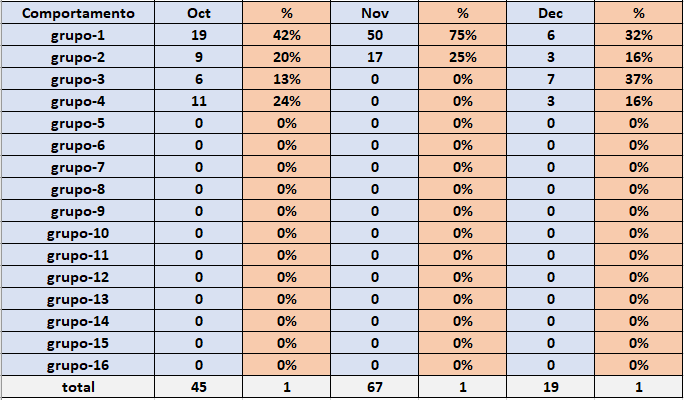 Comportamento Oct % Nov % Dec %
grupo-1 19 42% 50 75% 6 32%
grupo-2 9 20% 17 25% 3 16%
grupo-3 6 13% 0 0% 7 37%
grupo-4 11 24% 0 0% 3 16%
grupo-5 0 0% 0 0% 0 0%
grupo-6 0 0% 0 0% 0 0%
grupo-7 0 0% 0 0% 0 0%
grupo-8 0 0% 0 0% 0 0%
grupo-9 0 0% 0 0% 0 0%
grupo-10 0 0% 0 0% 0 0%
grupo-11 0 0% 0 0% 0 0%
grupo-12 0 0% 0 0% 0 0%
grupo-13 0 0% 0 0% 0 0%
grupo-14 0 0% 0 0% 0 0%
grupo-15 0 0% 0 0% 0 0%
grupo-16 0 0% 0 0% 0 0%
total 45 1 67 1 19 1